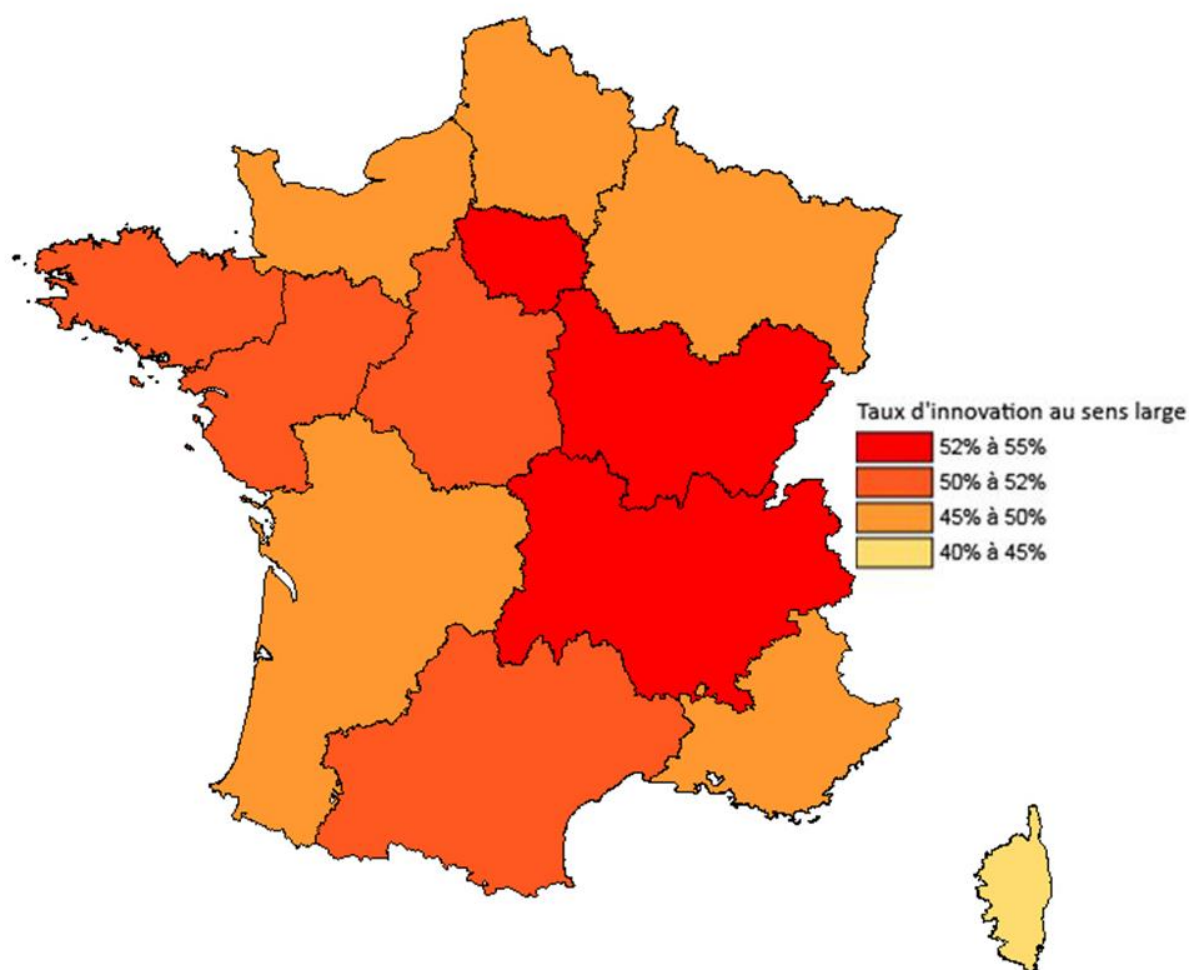 Taux d'innovation au sens large
52% à 55%
50% à 52%
45% à 50%
40% à 45%